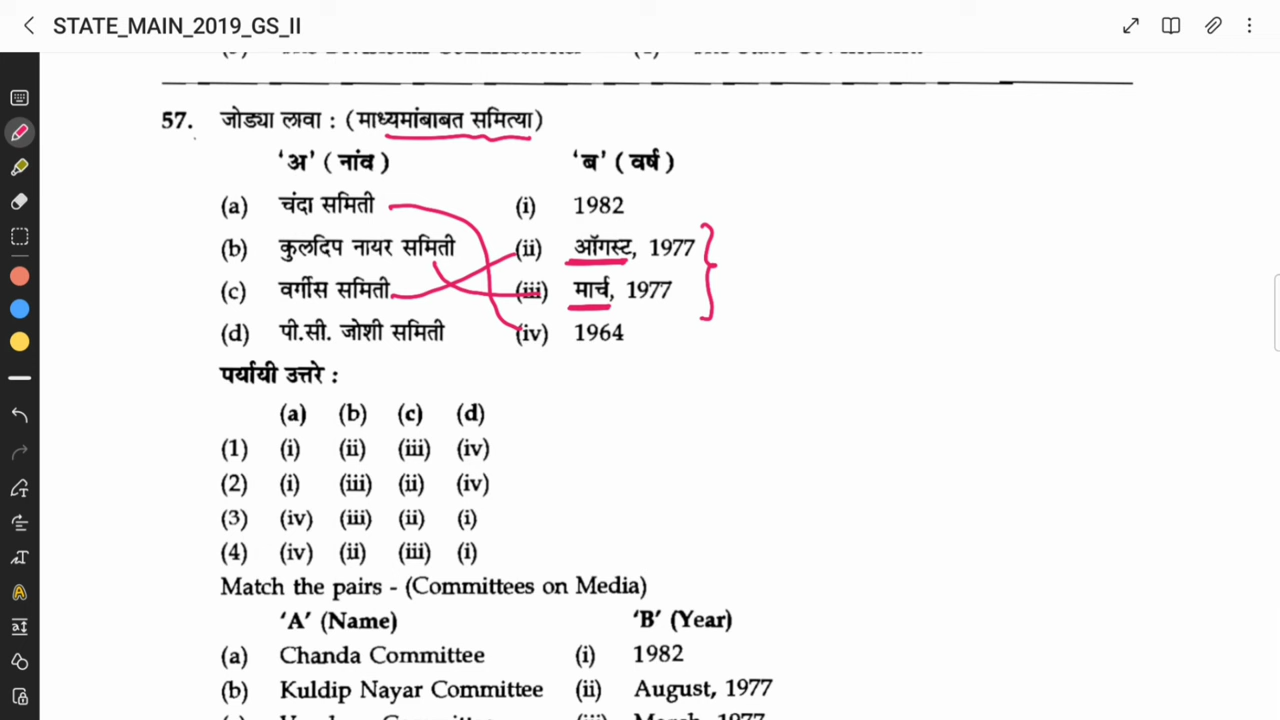 STATE_MAIN_2019_GS_II
57. जोड्या लावा : (माध्यमांबाबत समित्या)
‘अ’ ( नांव ) ‘ब’ ( वर्ष )
(a) चंदा समिती (i) 1982
(b) कुलदिप नायर समिती (ii) ऑगस्ट, 1977
(c) वर्गीस समिती (iii) मार्च, 1977
(d) पी.सी. जोशी समिती (iv) 1964
पर्यायी उत्तरे :
(a) (b) (c) (d)
(1) (i) (ii) (iii) (iv)
(2) (i) (iii) (ii) (iv)
(3) (iv) (iii) (ii) (i)
(4) (iv) (ii) (iii) (i)
Match the pairs - (Committees on Media)
‘A’ (Name) ‘B’ (Year)
(a) Chanda Committee (i) 1982
(b) Kuldip Nayar Committee (ii) August, 1977